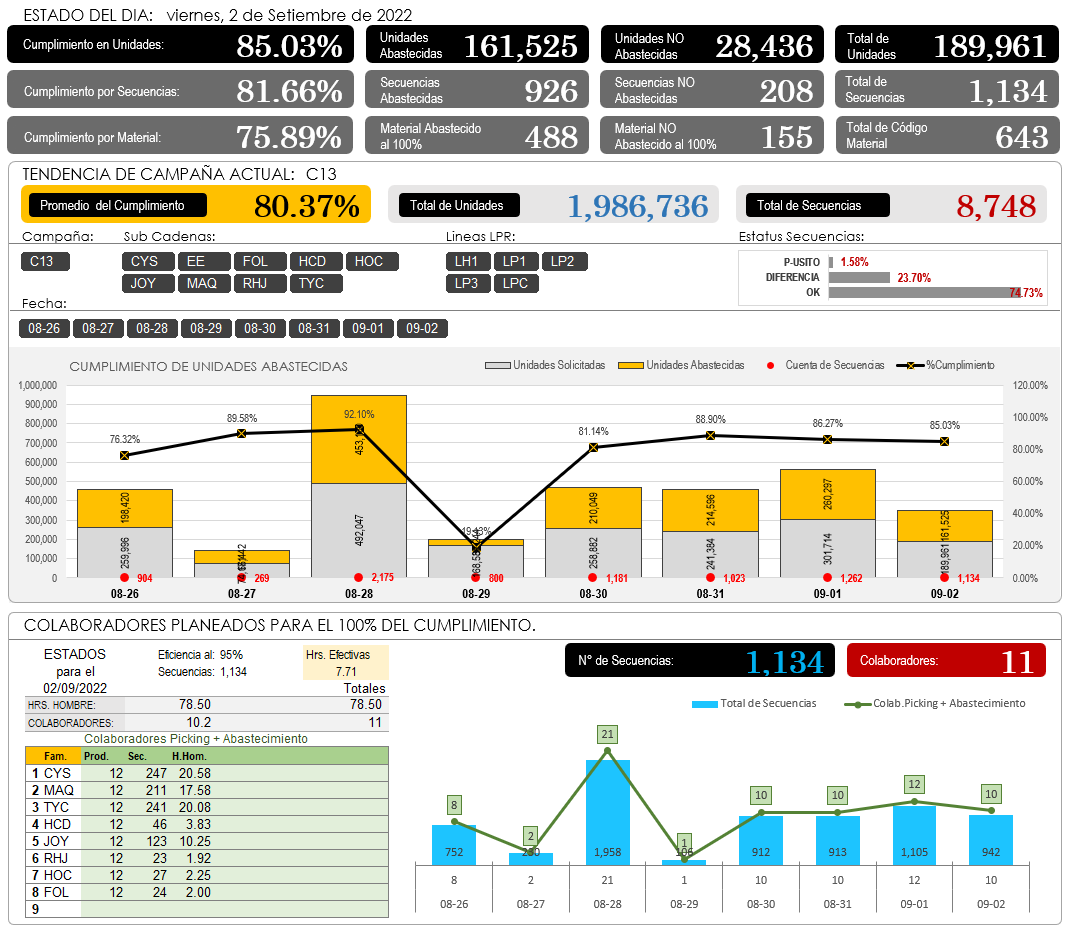 ESTADO DEL DIA: viernes, 2 de Setiembre de 2022
Cumplimiento en Unidades: 85.03%
Unidades Abastecidas 161,525
Unidades NO Abastecidas 28,436
Total de Unidades 189,961
Cumplimiento por Secuencias: 81.66%
Secuencias Abastecidas 926
Secuencias NO Abastecidas 208
Total de Secuencias 1,134
Cumplimiento por Material: 75.89%
Material Abastecido al 100% 488
Material NO Abastecido al 100% 155
Total de Código Material 643
TENDENCIA DE CAMPAÑA ACTUAL: C13
Promedio del Cumplimiento 80.37%
Total de Unidades 1,986,736
Total de Secuencias 8,748
Campaña: Sub Cadenas: Lineas LPR: Estatus Secuencias:
C13 CYS EE FOL HCD HOC LH1 LP1 LP2
JOY MAQ RHJ TYC LP3 LPC
P-USITO 1.58%
DIFERENCIA 23.70%
OK 74.73%
Fecha:
08-26 08-27 08-28 08-29 08-30 08-31 09-01 09-02
CUMPLIMIENTO DE UNIDADES ABASTECIDAS
Unidades Solicitadas Unidades Abastecidas Cuenta de Secuencias %Cumplimiento
1,000,000
900,000
800,000
700,000
600,000
500,000
400,000
300,000
200,000
100,000
0
120.00%
100.00%
80.00%
60.00%
40.00%
20.00%
0.00%
76.32% 89.58% 92.10% 81.14% 88.90% 86.27% 85.03%
198,420 210,049 214,596 260,297 161,525
259,996 492,047 258,882 241,384 301,714 189,961
904 269 2,175 800 1,181 1,023 1,262 1,134
08-26 08-27 08-28 08-29 08-30 08-31 09-01 09-02
COLABORADORES PLANEADOS PARA EL 100% DEL CUMPLIMIENTO.
ESTADOS para el 02/09/2022
Eficiencia al: 95%
Secuencias: 1,134
Hrs. Efectivas
7.71
Totales
HRS. HOMBRE: 78.50 78.50
COLABORADORES: 10.2 11
Colaboradores Picking + Abastecimiento
Fam. Prod. Sec. H.Hom.
1 CYS 12 247 20.58
2 MAQ 12 211 17.58
3 TYC 12 241 20.08
4 HCD 12 46 3.83
5 JOY 12 123 10.25
6 RHJ 12 23 1.92
7 HOC 12 27 2.25
8 FOL 12 24 2.00
9
N° de Secuencias: 1,134
Colaboradores: 11
Total de Secuencias Colab.Picking + Abastecimiento
8 2 21 1 10 10 12 10
752 1,958 912 913 1,105 942
8 2 21 1 10 10 12 10
08-26 08-27 08-28 08-29 08-30 08-31 09-01 09-02